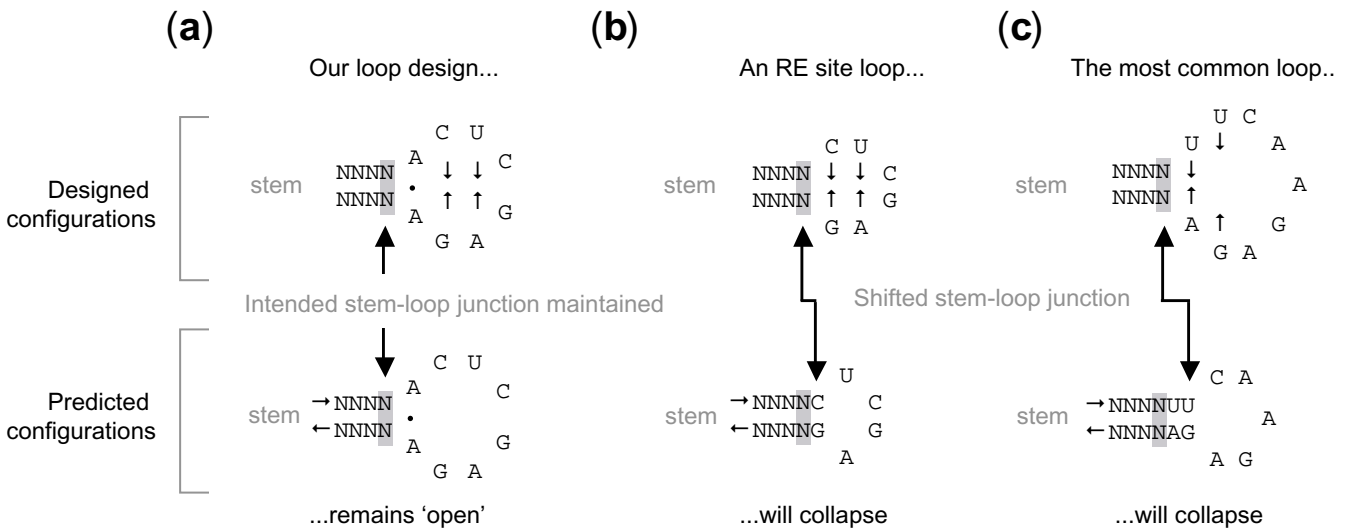 (a)
(b)
(c)
Our loop design...
An RE site loop...
The most common loop..
Designed
configurations
stem
NNNN
NNNN
A
C
U
C
G
A
G
A
stem
NNNN
NNNN
C
U
C
G
A
G
stem
NNNN
NNNN
U
U
C
A
A
G
A
G
A
Intended stem-loop junction maintained
Shifted stem-loop junction
Predicted
configurations
stem
→NNNN
←NNNN
A
C
U
C
G
A
G
A
stem
→NNNNC
←NNNNG
U
C
G
A
stem
→NNNNUU
←NNNNAG
C
A
A
G
A
...remains ‘open’
...will collapse
...will collapse